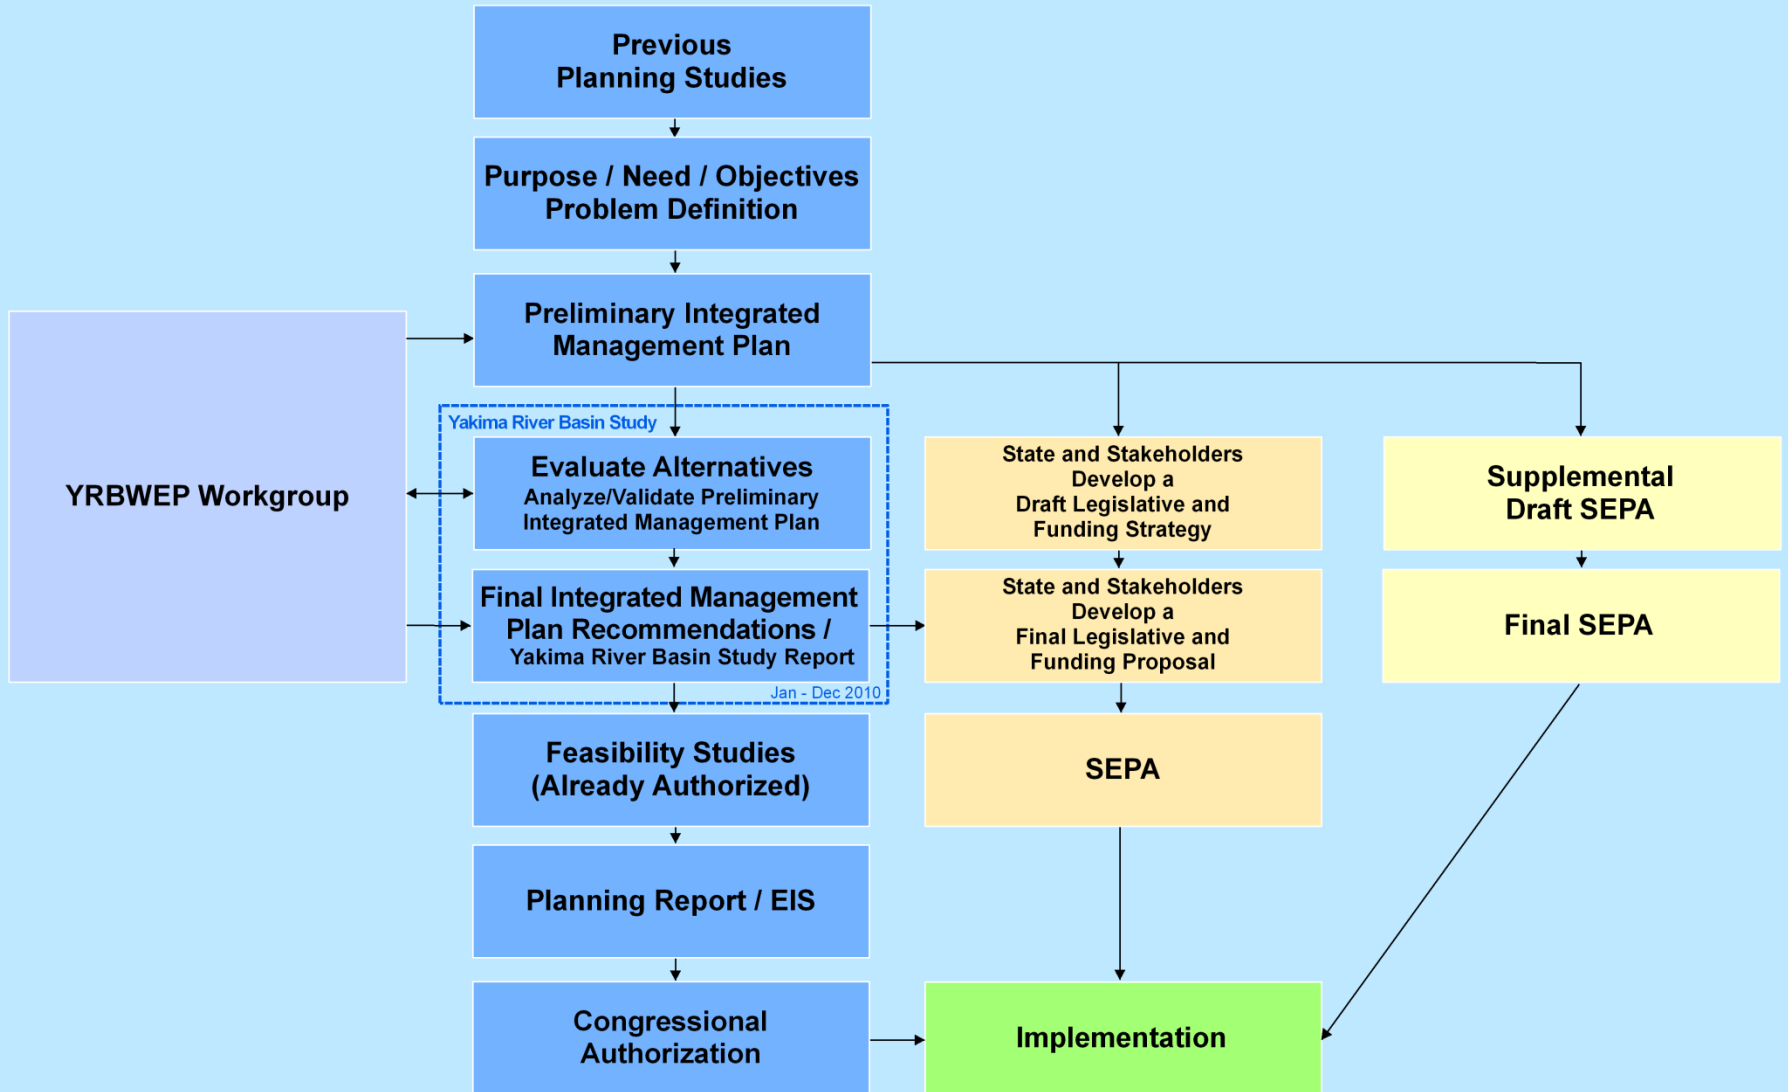 Previous
Planning Studies
Purpose / Need / Objectives
Problem Definition
Preliminary Integrated
Management Plan
YRBWEP Workgroup
Yakima River Basin Study
Evaluate Alternatives
Analyze/Validate Preliminary
Integrated Management Plan
State and Stakeholders
Develop a
Draft Legislative and
Funding Strategy
Supplemental
Draft SEPA
Final Integrated Management
Plan Recommendations /
Yakima River Basin Study Report
Jan - Dec 2010
State and Stakeholders
Develop a
Final Legislative and
Funding Proposal
Final SEPA
Feasibility Studies
(Already Authorized)
SEPA
Planning Report / EIS
Congressional
Authorization
Implementation